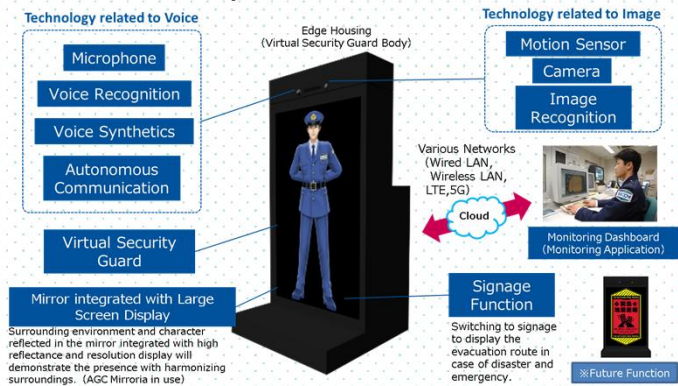 Technology related to Voice
Microphone
Voice Recognition
Voice Synthetics
Autonomous
Communication
Edge Housing
(Virtual Security Guard Body)
Technology related to Image
Motion Sensor
Camera
Image
Recognition
Various Networks
(Wired LAN,
Wireless LAN,
LTE,5G)
Cloud
Monitoring Dashboard
(Monitoring Application)
Virtual Security
Guard
Mirror integrated with Large
Screen Display
Surrounding environment and character
reflected in the mirror integrated with high
reflectance and resolution display will
demonstrate the presence with harmonizing
surroundings. (AGC Mirroria in use)
Signage
Function
Switching to signage
to display the
evacuation route in
case of disaster and
emergency.
※Future Function